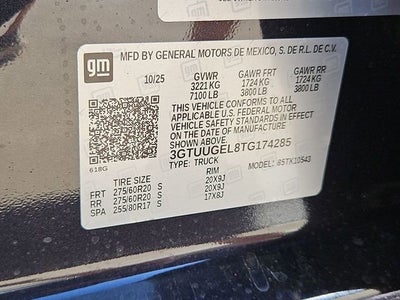 gm
MFD BY GENERAL MOTORS DE MEXICO, S. DE R.L. DE C.V.
10/25 GVWR GAWR FRT GAWR RR
3221 KG 1724 KG 1724 KG
7100 LB 3800 LB 3800 LB
THIS VEHICLE CONFORMS TO ALL
APPLICABLE U.S. FEDERAL MOTOR
VEHICLE SAFETY STANDARDS IN
EFFECT ON THE DATE OF
MANUFACTURE SHOWN ABOVE.
3GTUUGEL8TG174285
TYPE: TRUCK MODEL:
618G
TIRE SIZE RIM
FRT 275/60R20 S 20X9J
RR 275/60R20 S 20X9J
SPA 255/80R17 S 17X8J